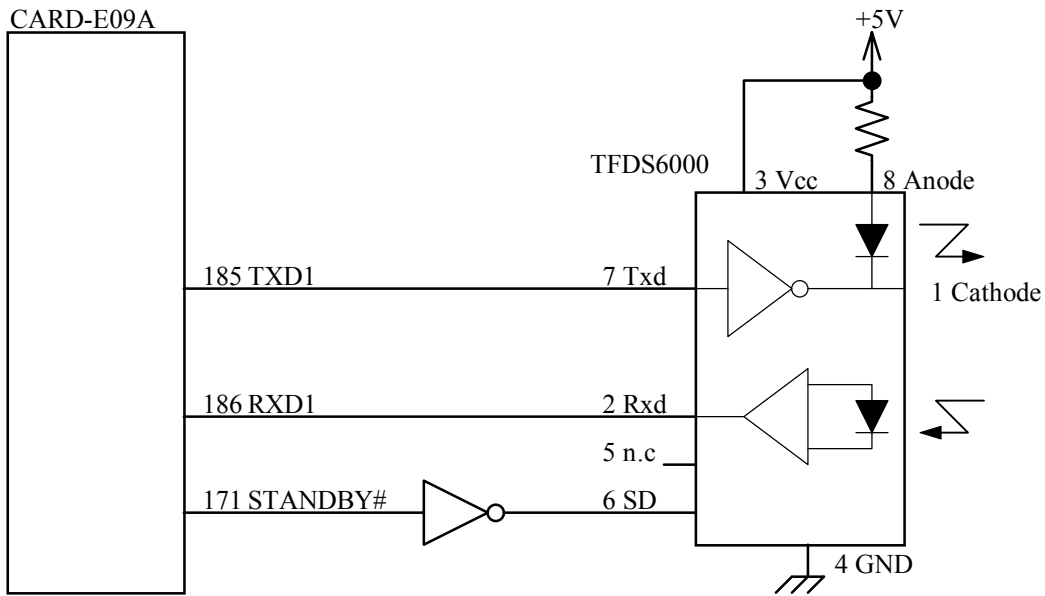 CARD-E09A
+5V
TFDS6000
3 Vcc
8 Anode
185 TXD1
7 Txd
1 Cathode
186 RXD1
2 Rxd
5 n.c
171 STANDBY#
6 SD
4 GND